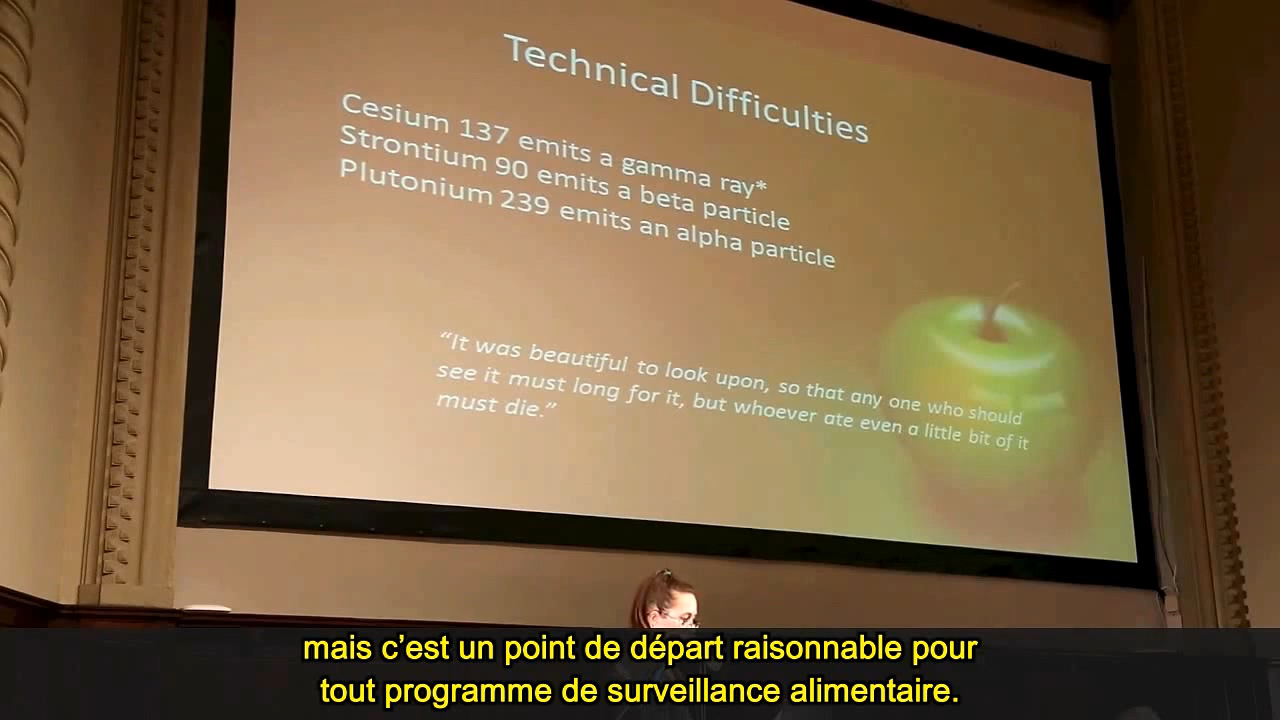 Technical Difficulties
Cesium 137 emits a gamma ray*
Strontium 90 emits a beta particle
Plutonium 239 emits an alpha particle
“It was beautiful to look upon, so that any one who should
see it must long for it, but whoever ate even a little bit of it
must die.”
mais c’est un point de départ raisonnable pour
tout programme de surveillance alimentaire.